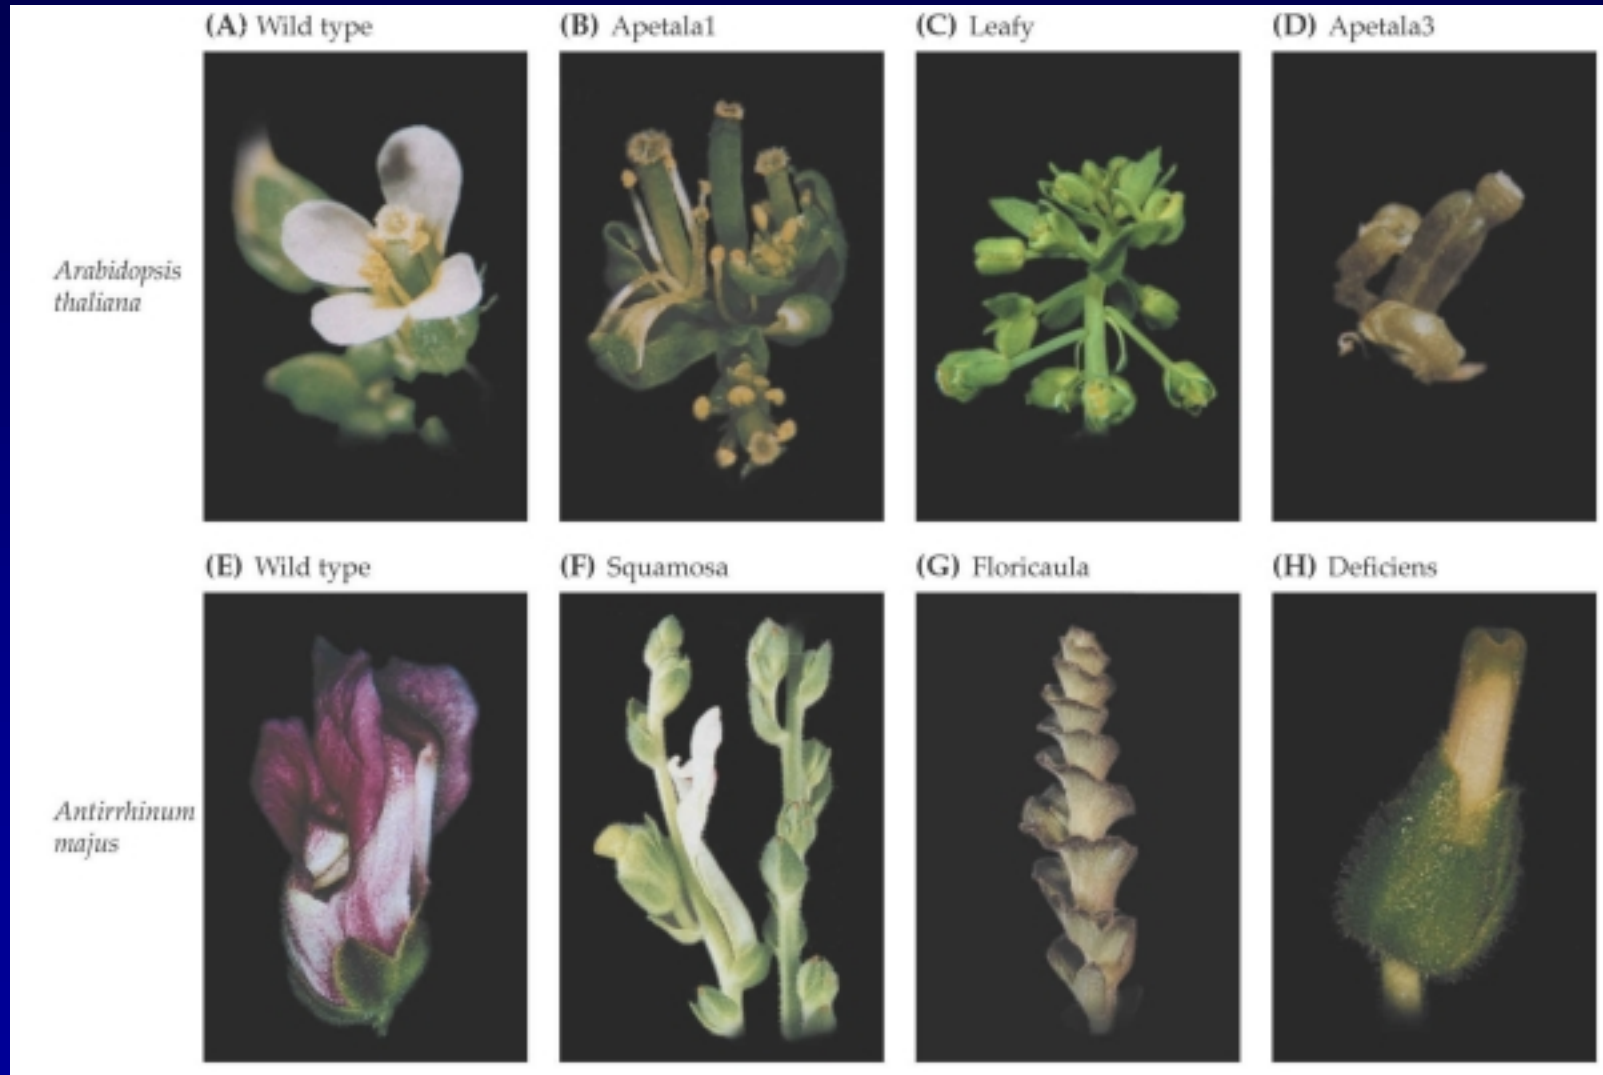 (A) Wild type
(B) Apetala1
(C) Leafy
(D) Apetala3
Arabidopsis
thaliana
(E) Wild type
(F) Squamosa
(G) Floricaula
(H) Deficiens
Antirrhinum
majus